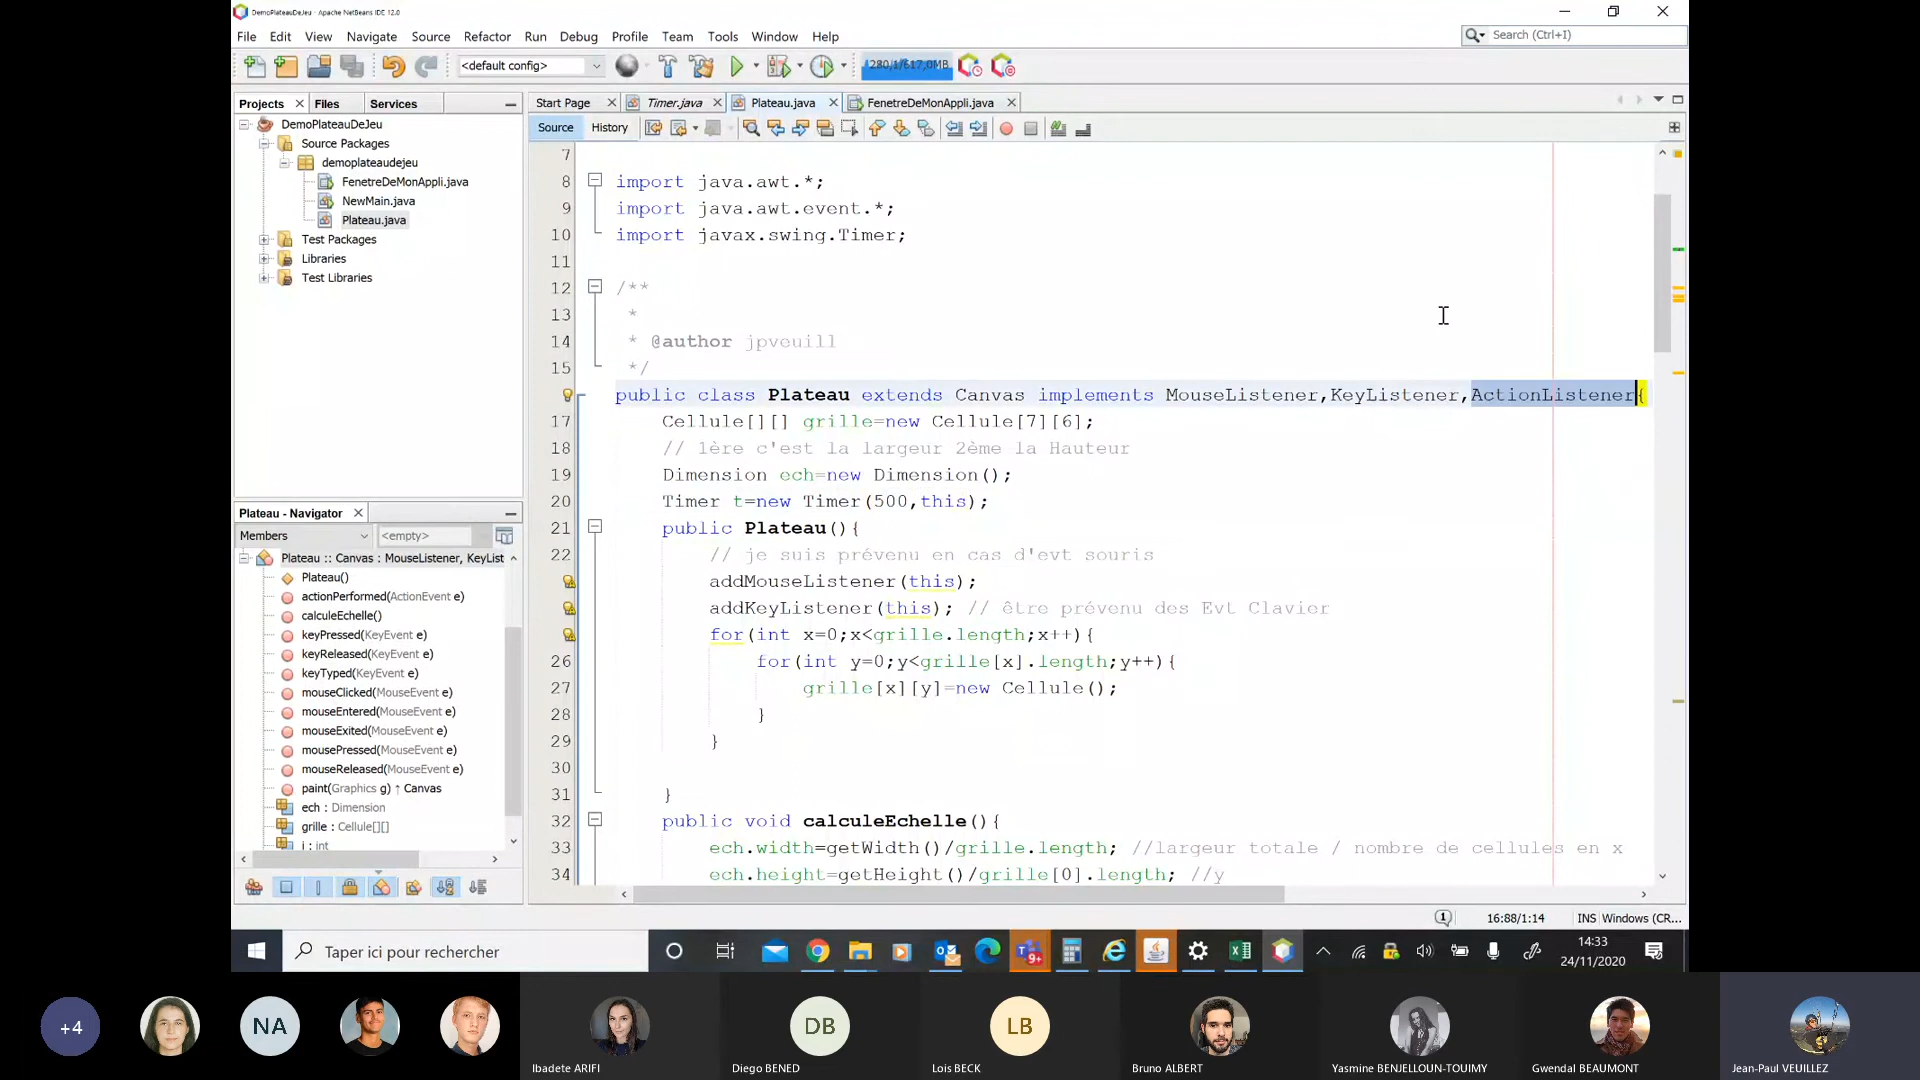 DemoPlateauDeJeu - Apache NetBeans IDE 12.0
File Edit View Navigate Source Refactor Run Debug Profile Team Tools Window Help
Search (Ctrl+I)
<default config>
280,1/617,0MB
Projects Files Services
Start Page Timer.java Plateau.java FenetreDeMonAppli.java
Source History
DemoPlateauDeJeu
Source Packages
demoplateaudejeu
FenetreDeMonAppli.java
NewMain.java
Plateau.java
Test Packages
Libraries
Test Libraries
7
8 import java.awt.*;
9 import java.awt.event.*;
10 import javax.swing.Timer;
11
12 /**
13 *
14 * @author jpveuill
15 */
public class Plateau extends Canvas implements MouseListener,KeyListener,ActionListener{
17 Cellule[][] grille=new Cellule[7][6];
18 // 1ère c'est la largeur 2ème la Hauteur
19 Dimension ech=new Dimension();
20 Timer t=new Timer(500,this);
21 public Plateau(){
22 // je suis prévenu en cas d'evt souris
addMouseListener(this);
addKeyListener(this); // être prévenu des Evt Clavier
for(int x=0;x<grille.length;x++){
26 for(int y=0;y<grille[x].length;y++){
27 grille[x][y]=new Cellule();
28 }
29 }
30
31 }
32 public void calculeEchelle(){
33 ech.width=getWidth()/grille.length; //largeur totale / nombre de cellules en x
34 ech.height=getHeight()/grille[0].length; //y
Plateau - Navigator
Members <empty>
Plateau :: Canvas : MouseListener, KeyList
Plateau()
actionPerformed(ActionEvent e)
calculeEchelle()
keyPressed(KeyEvent e)
keyReleased(KeyEvent e)
keyTyped(KeyEvent e)
mouseClicked(MouseEvent e)
mouseEntered(MouseEvent e)
mouseExited(MouseEvent e)
mousePressed(MouseEvent e)
mouseReleased(MouseEvent e)
paint(Graphics g) ↑ Canvas
ech : Dimension
grille : Cellule[][]
i : int
1 16:88/1:14 INS Windows (CR...
Taper ici pour rechercher
9+
14:33
24/11/2020
+4
NA
DB
LB
Ibadete ARIFI
Diego BENED
Lois BECK
Bruno ALBERT
Yasmine BENJELLOUN-TOUIMY
Gwendal BEAUMONT
Jean-Paul VEUILLEZ